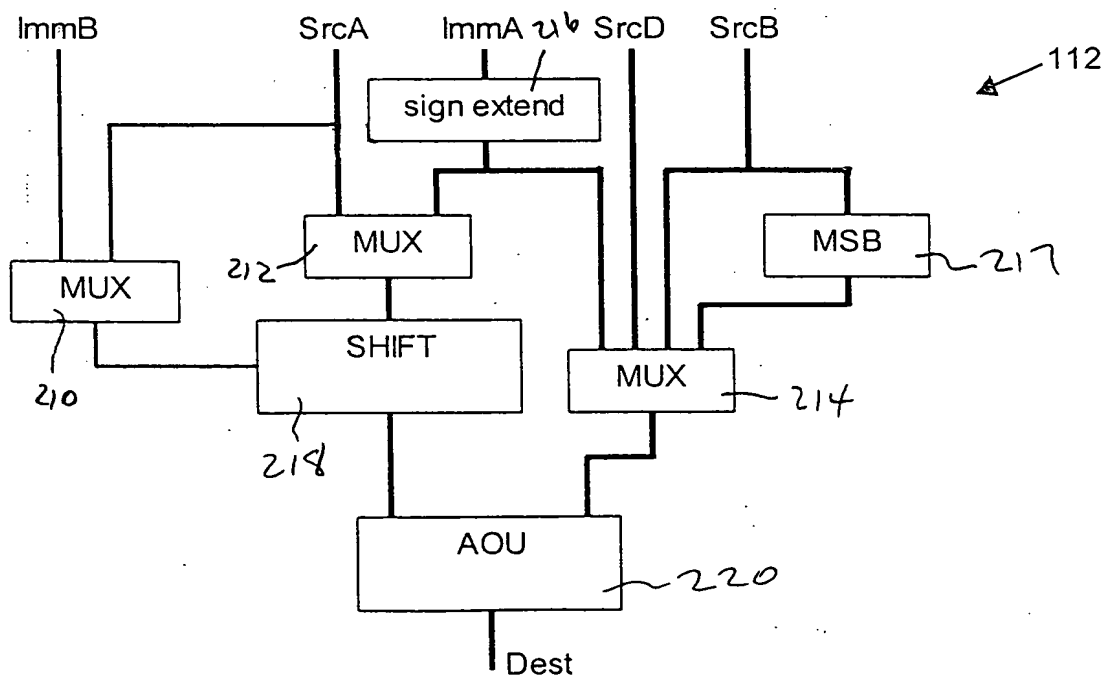 ImmB SrcA ImmA 216 SrcD SrcB
112
sign extend
MUX
MSB
212
217
MUX
SHIFT
MUX
210
214
218
AOU
220
Dest